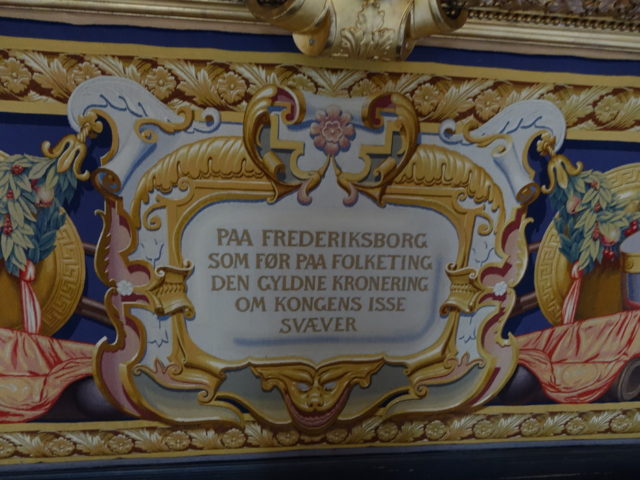 PAA FREDERIKSBORG
SOM FØR PAA FOLKETING
DEN GYLDNE KRONERING
OM KONGENS ISSE
SVÆVER